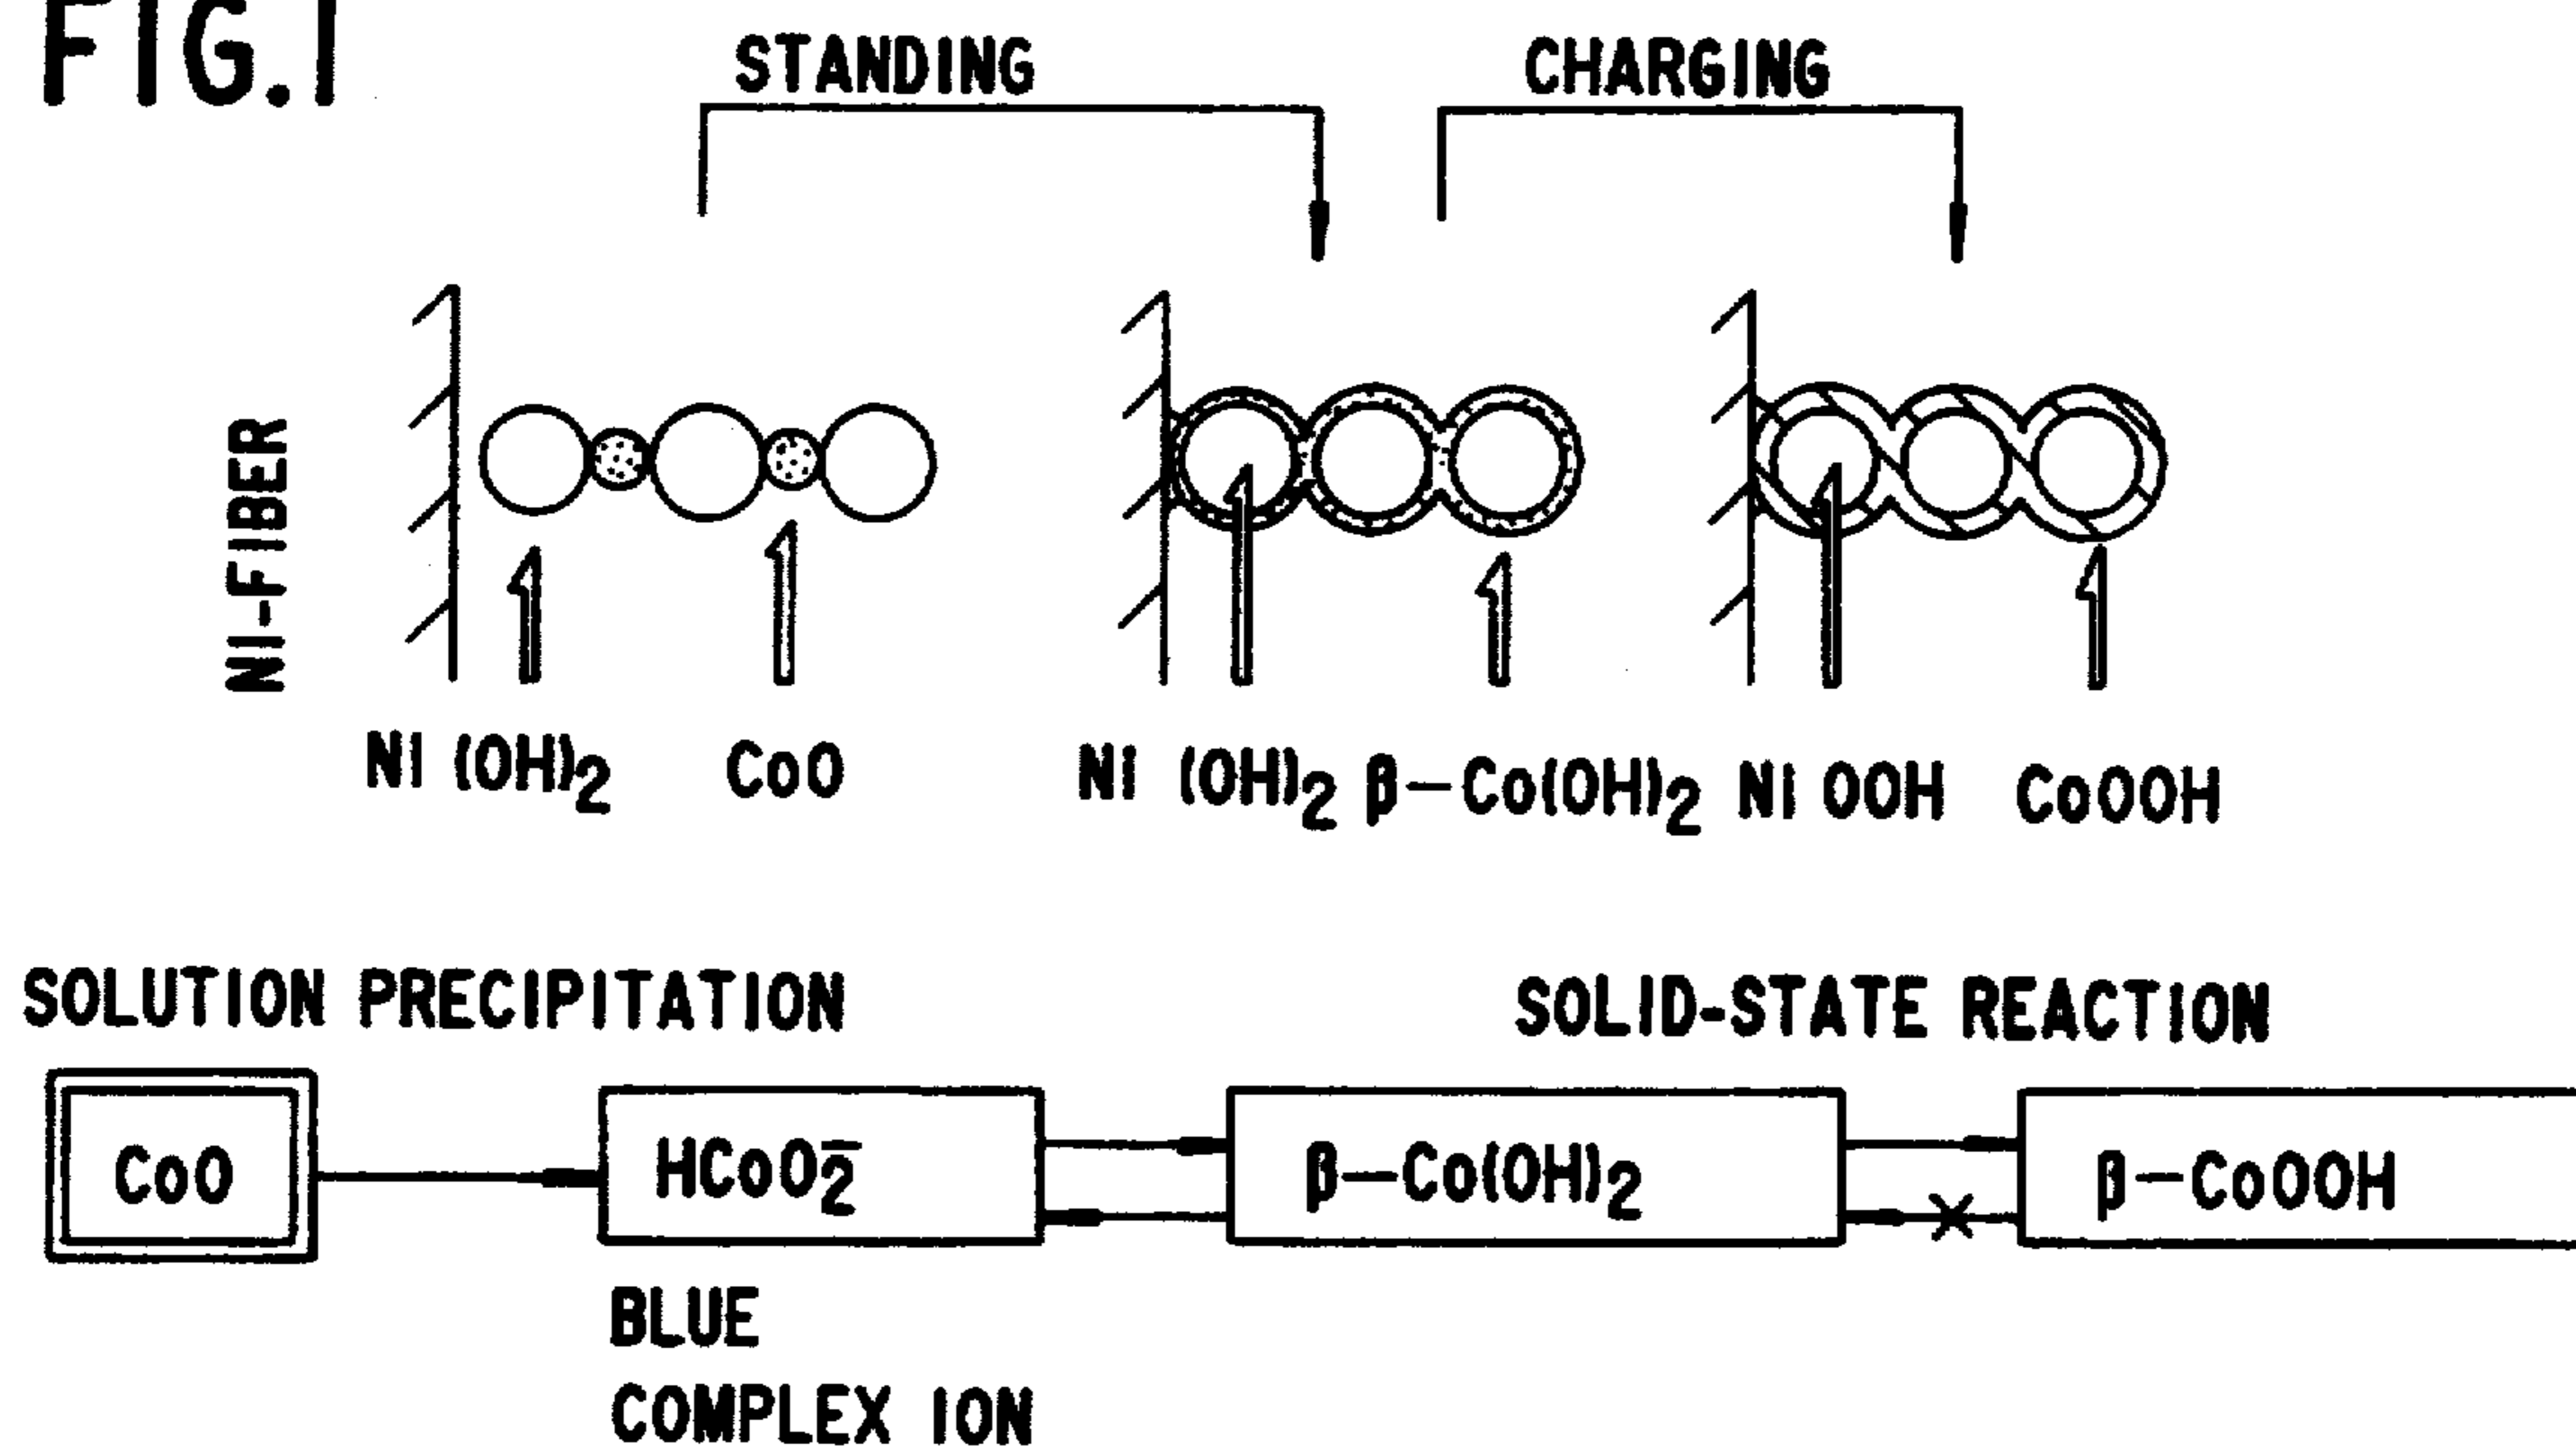 FIG.1
STANDING CHARGING
NI-FIBER
NI (OH)2 CoO NI (OH)2 β-Co(OH)2 NI OOH CoOOH
SOLUTION PRECIPITATION SOLID-STATE REACTION
CoO HCoO2̄ β-Co(OH)2 β-CoOOH
BLUE
COMPLEX ION